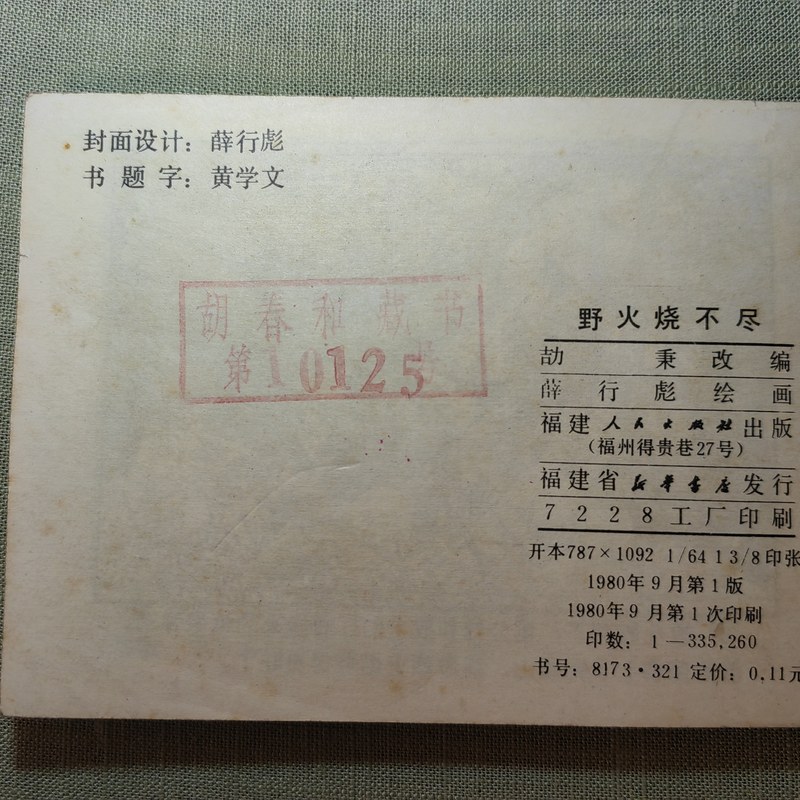 封面设计：薛行彪
书题字：黄学文
胡春和藏书
第10125号
野火烧不尽
劼秉改编
薛行彪绘画
福建人民出版社出版
（福州得贵巷27号）
福建省新华书店发行
7228工厂印刷
开本787×1092 1/64 1 3/8印张
1980年9月第1版
1980年9月第1次印刷
印数：1—335,260
书号：8173·321 定价：0.11元